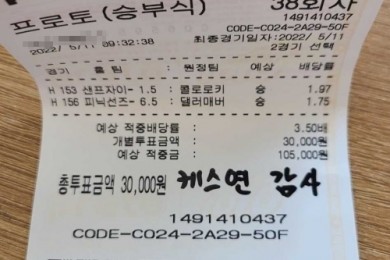 프로토 (승부식) 38회차
1491410437
CODE-C024-2A29-50F
2022/ 5/11 09:32:38 최종경기일자:2022/ 5/11
2경기 선택
경기 홈팀 : 원정팀 예상 배당률
H 153 샌프자이- 1.5 : 콜로로키 승 1.97
H 156 피닉선즈- 6.5 : 댈러매버 승 1.75
예상 적중배당률 : 3.50배
개별투표금액 : 30,000원
예상 적중금 : 105,000원
총투표금액 30,000원 케스연 감사
1491410437
CODE-C024-2A29-50F